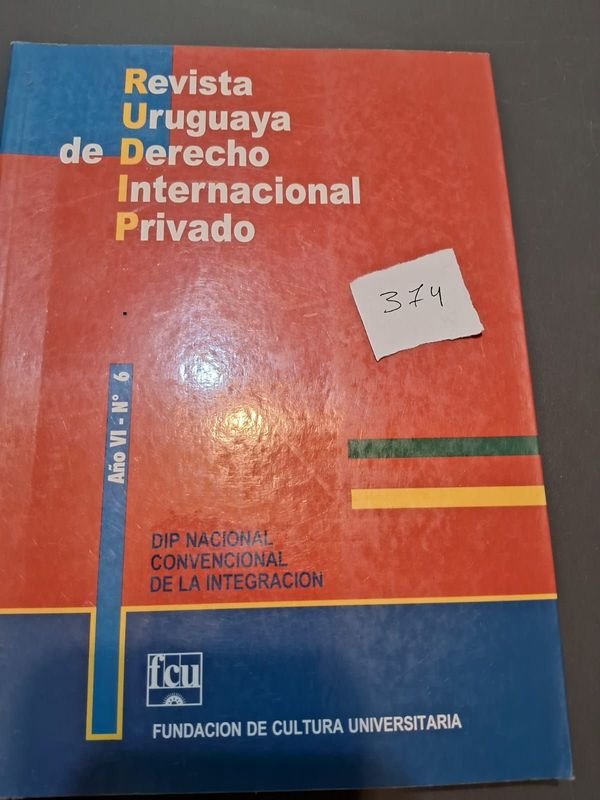 Revista
Uruguaya
de Derecho
Internacional
Privado
374
Año VI - N° 6
DIP NACIONAL
CONVENCIONAL
DE LA INTEGRACION
fcu
FUNDACION DE CULTURA UNIVERSITARIA